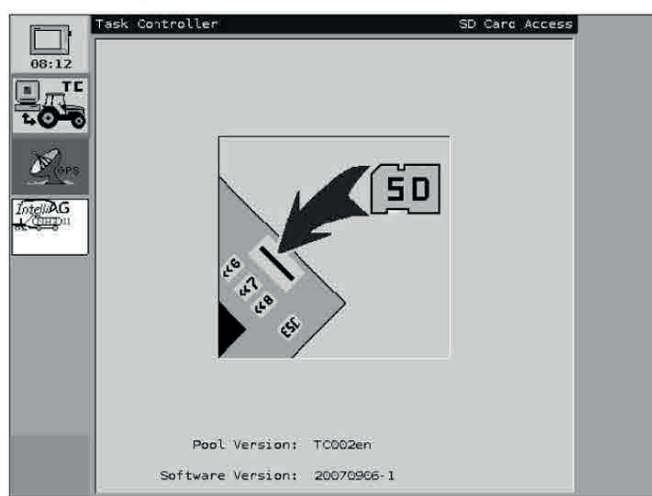 Task Controller SD Card Access
08:12
TC
GPS
IntelliAG
SD
«6
«7
«8
ESC
Pool Version: TC002en
Software Version: 20070906-1